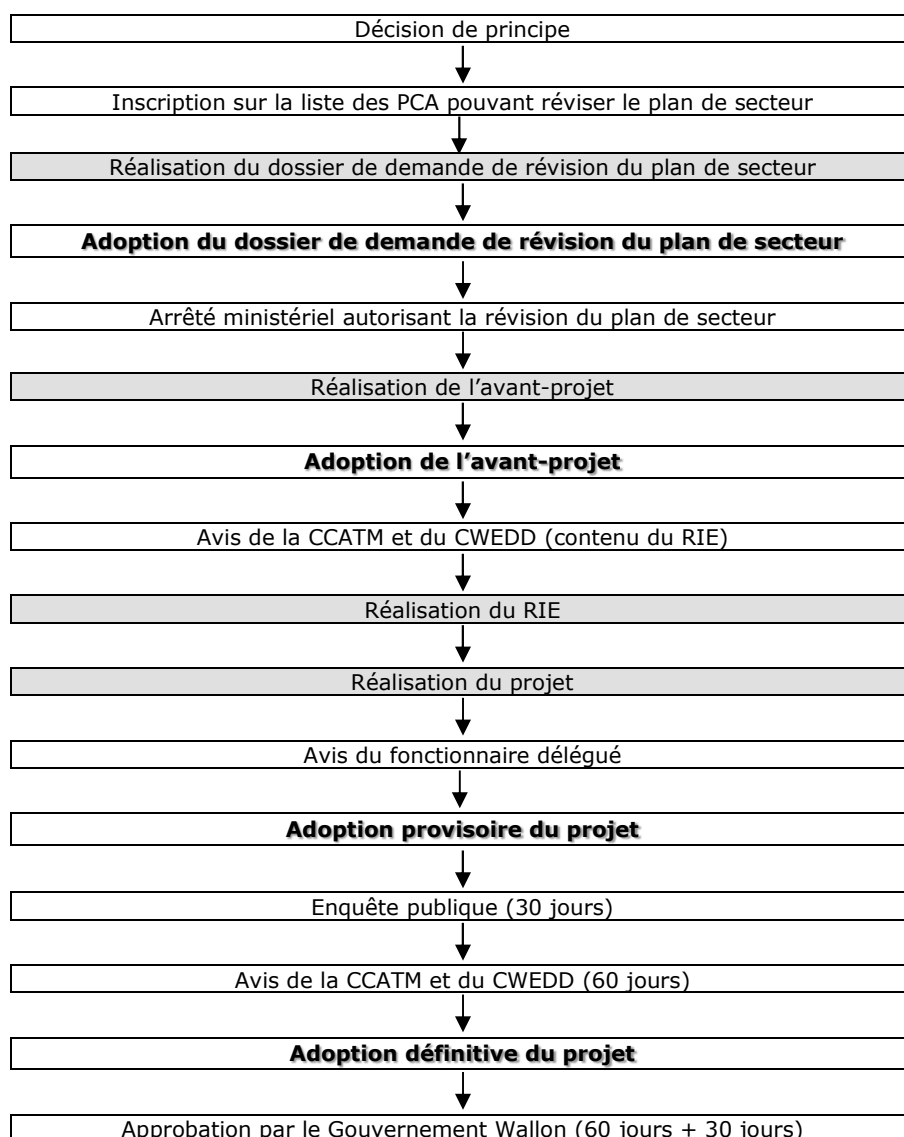 Décision de principe
Inscription sur la liste des PCA pouvant réviser le plan de secteur
Réalisation du dossier de demande de révision du plan de secteur
Adoption du dossier de demande de révision du plan de secteur
Arrêté ministériel autorisant la révision du plan de secteur
Réalisation de l’avant-projet
Adoption de l’avant-projet
Avis de la CCATM et du CWEDD (contenu du RIE)
Réalisation du RIE
Réalisation du projet
Avis du fonctionnaire délégué
Adoption provisoire du projet
Enquête publique (30 jours)
Avis de la CCATM et du CWEDD (60 jours)
Adoption définitive du projet
Approbation par le Gouvernement Wallon (60 jours + 30 jours)